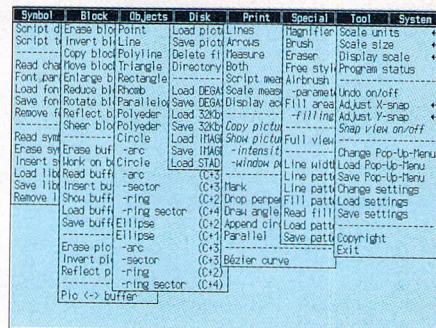 Symbol
Script d
Script t
Read cha
Font par
Load fon
Save fon
Remove f
Read sym
Erase sy
Insert s
Load lib
Save lib
Remove l
Block
Erase blo
Invert bl
Copy bloc
Move bloc
Enlarge b
Reduce bl
Rotate bl
Reflect b
Sheer blo
Erase buf
Work on b
Read buff
Insert bu
Show buff
Load buff
Save buff
Erase pic
Invert pi
Reflect p
Pic <-> buffer
Objects
Point
Line
Polyline
Triangle
Rectangle
Rhomb
Parallelo
Polyeder
Polyeder
Circle
-arc
Circle
-arc (C+3
-sector (C+3
-ring (C+2
-ring sector (C+4
Ellipse (C+2
Ellipse (C+1
-arc (C+3
-sector (C+3)
-ring (C+2)
-ring sector (C+4)
Disk
Load pict
Save pict
Delete fi
Directory
Load DEGA
Save DEGA
Load 32Kb
Save 32Kb
Load IMAG
Save IMAG
Load STAD
Print
Lines
Arrows
Measure
Both
Script meas
Scale meas
Display ac
Copy pictu
Show pictu
-intensit
-window p
Mark
Drop perpe
Draw angle
Append cir
Parallel
Bézier curve
Special
Magnifier
Brush
Eraser
Free styl
Airbrush
-paramet
Fill area
-filling
Full view
Line widt
Line patt
Line patt
Fill patt
Read fill
Load patt
Save patt
Tool
Scale units
Scale size
Display scale
Program status
Undo on/off
Adjust X-snap
Adjust Y-snap
Snap view on/off
Change Pop-Up-Menu
Load Pop-Up-Menu
Save Pop-Up-Menu
Change settings
Load settings
Save settings
Copyright
Exit
System